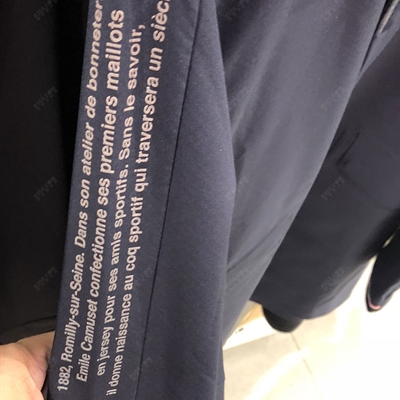 1882, Romilly-sur-Seine. Dans son atelier de bonneter
Emile Camuset confectionne ses premiers maillots
en jersey pour ses amis sportifs. Sans le savoir,
il donne naissance au coq sportif qui traversera un sièc